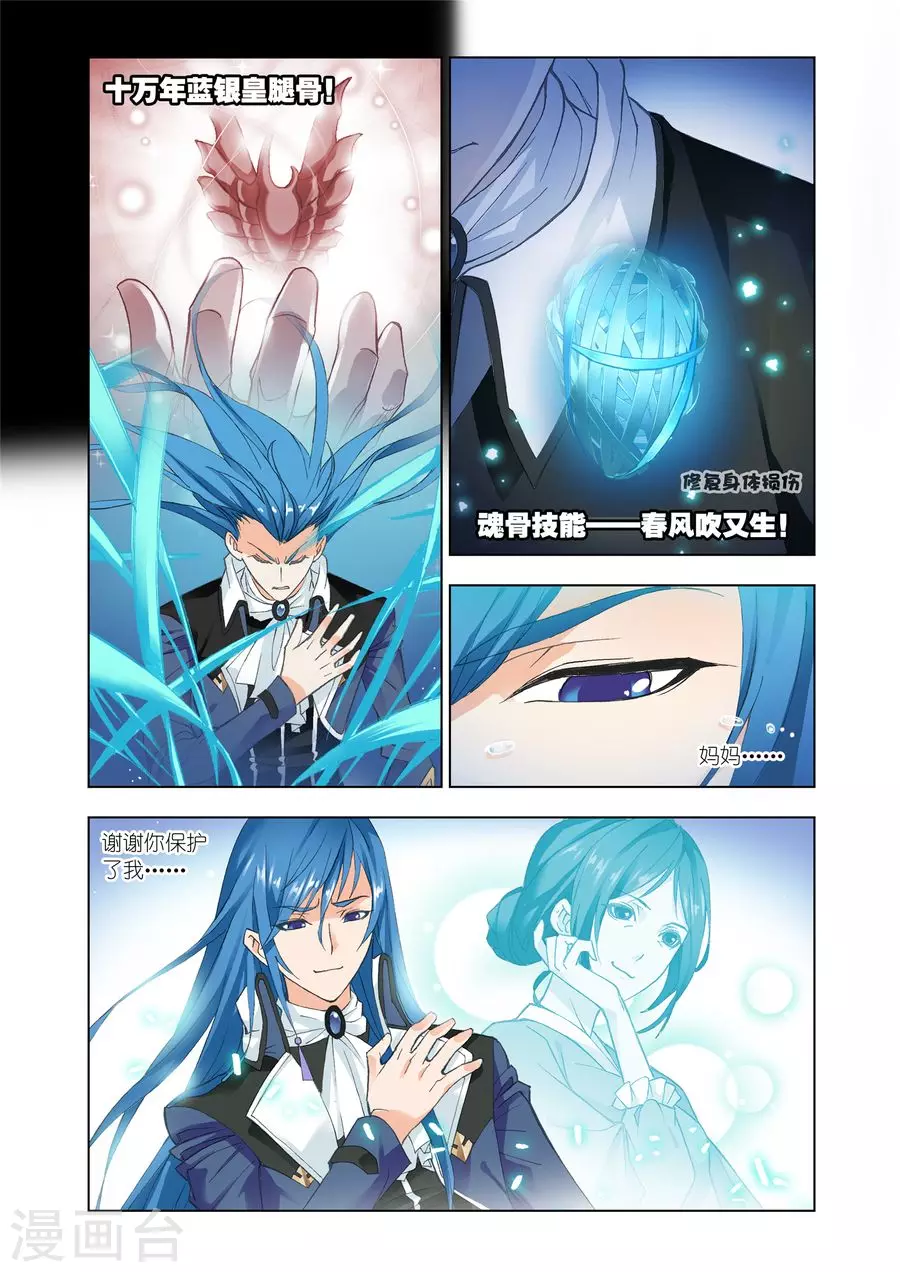 十万年蓝银皇腿骨！
修复身体损伤
魂骨技能——春风吹又生！
妈妈……
谢谢你保护
了我……
漫画台